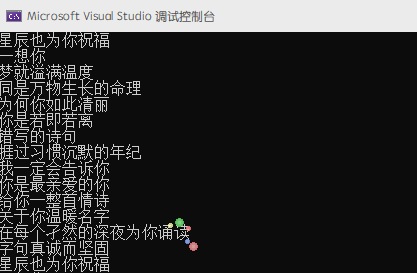 Microsoft Visual Studio 调试控制台
星辰也为你祝福
一想你
梦就溢满温度
同是万物生长的命理
为何你如此清丽
你是若即若离
错写的诗句
捱过习惯沉默的年纪
我一定会告诉你
你是最亲爱的你
给你一整首情诗
关于你温暖名字
在每个孑然的深夜为你诵读
字句真诚而坚固
星辰也为你祝福